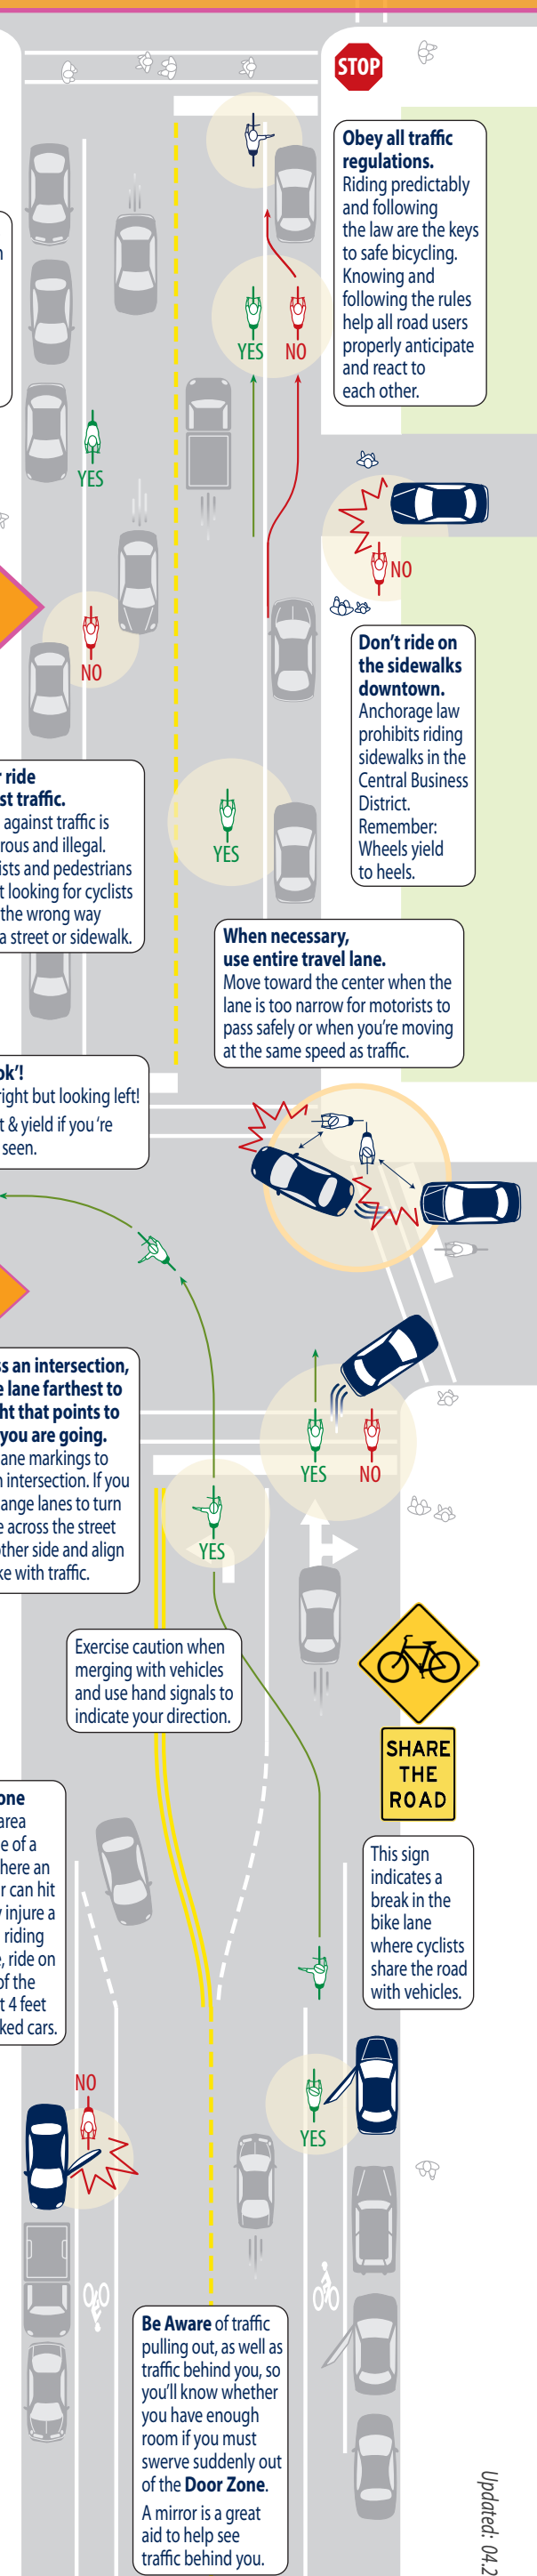 STOP
Obey all traffic
regulations.
Riding predictably
and following
the law are the keys
to safe bicycling.
Knowing and
following the rules
help all road users
properly anticipate
and react to
each other.
YES
NO
YES
NO
NO
Don't ride on
the sidewalks
downtown.
Anchorage law
prohibits riding
sidewalks in the
Central Business
District.
Remember:
Wheels yield
to heels.
ride
st traffic.
against traffic is
rous and illegal.
ists and pedestrians
t looking for cyclists
the wrong way
a street or sidewalk.
YES
When necessary,
use entire travel lane.
Move toward the center when the
lane is too narrow for motorists to
pass safely or when you're moving
at the same speed as traffic.
ok'!
right but looking left!
t & yield if you're
seen.
ss an intersection,
e lane farthest to
ht that points to
you are going.
ane markings to
n intersection. If you
ange lanes to turn
e across the street
other side and align
ke with traffic.
YES
NO
YES
Exercise caution when
merging with vehicles
and use hand signals to
indicate your direction.
SHARE
THE
ROAD
This sign
indicates a
break in the
bike lane
where cyclists
share the road
with vehicles.
one
area
e of a
here an
r can hit
y injure a
riding
e, ride on
of the
t 4 feet
ked cars.
NO
YES
Be Aware of traffic
pulling out, as well as
traffic behind you, so
you'll know whether
you have enough
room if you must
swerve suddenly out
of the Door Zone.
A mirror is a great
aid to help see
traffic behind you.
Updated: 04.2